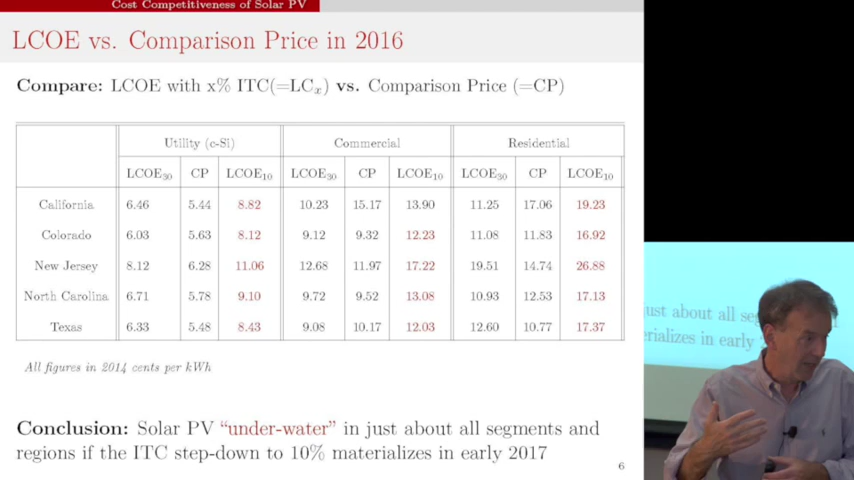 Cost Competitiveness of Solar PV
LCOE vs. Comparison Price in 2016
Compare: LCOE with x% ITC(=LCₓ) vs. Comparison Price (=CP)
Utility (c-Si) Commercial Residential
LCOE₃₀ CP LCOE₁₀ LCOE₃₀ CP LCOE₁₀ LCOE₃₀ CP LCOE₁₀
California 6.46 5.44 8.82 10.23 15.17 13.90 11.25 17.06 19.23
Colorado 6.03 5.63 8.12 9.12 9.32 12.23 11.08 11.83 16.92
New Jersey 8.12 6.28 11.06 12.68 11.97 17.22 19.51 14.74 26.88
North Carolina 6.71 5.78 9.10 9.72 9.52 13.08 10.93 12.53 17.13
Texas 6.33 5.48 8.43 9.08 10.17 12.03 12.60 10.77 17.37
All figures in 2014 cents per kWh
Conclusion: Solar PV “under-water” in just about all segments and
regions if the ITC step-down to 10% materializes in early 2017
6
just about all
materializes in early